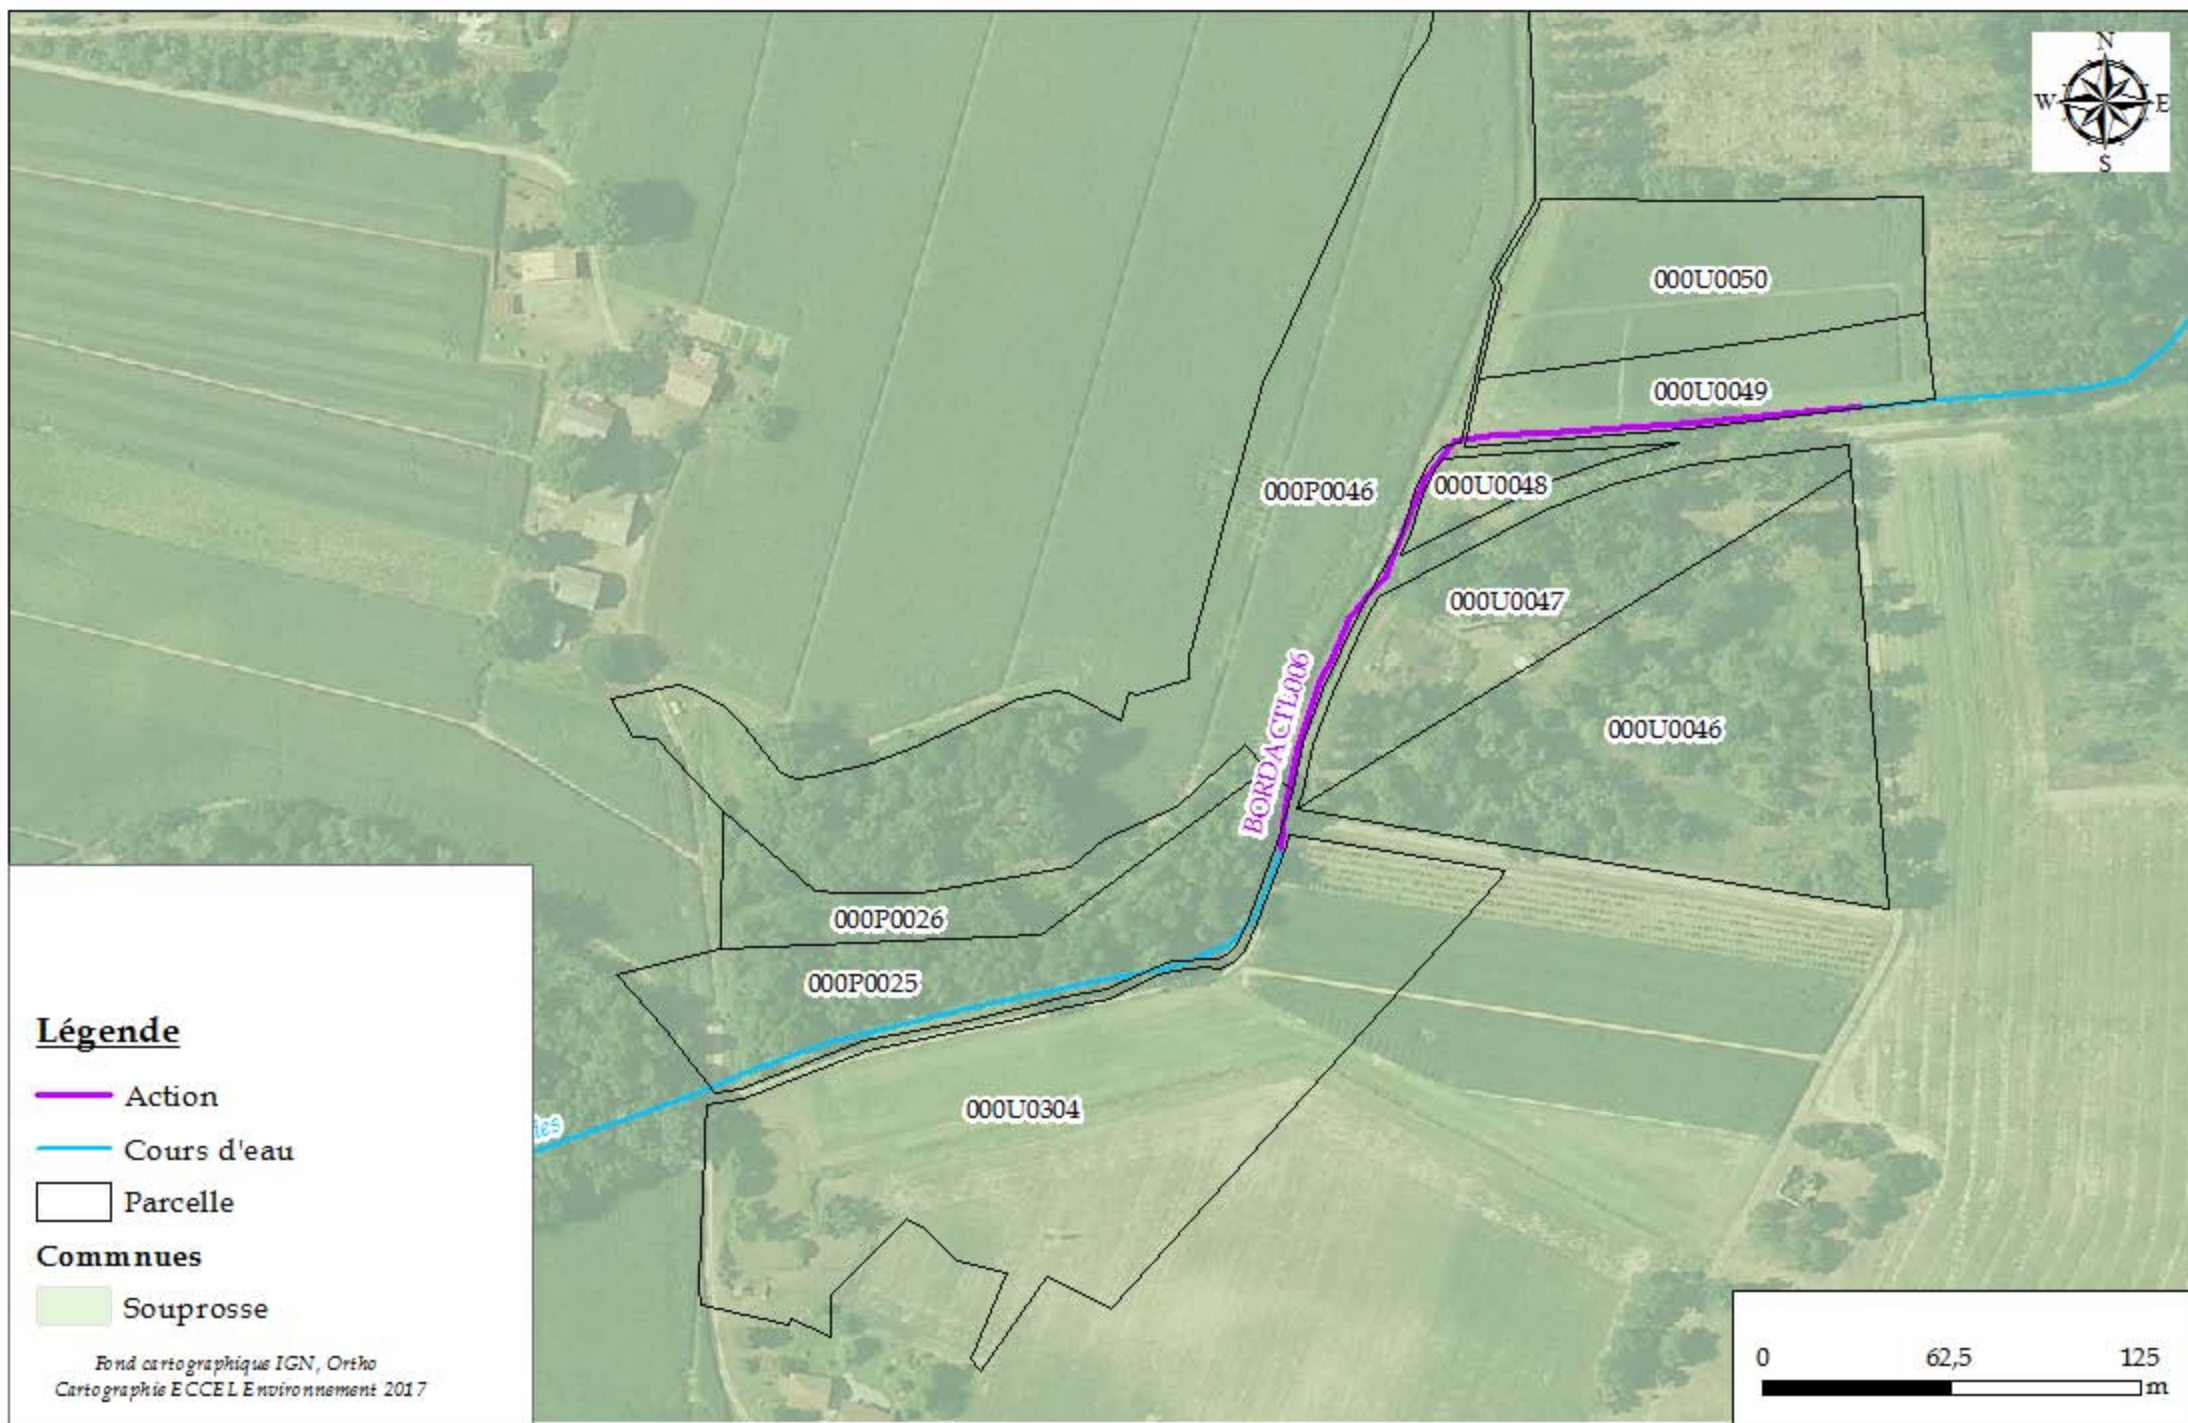 N
W E
S
000U0050
000U0049
000P0046
000U0048
000U0047
BORDACTL006
000U0046
000P0026
000P0025
000U0304
Légende
Action
Cours d'eau
Parcelle
Commnues
Souprosse
Fond cartographique IGN, Ortho
Cartographie ECCEL Environnement 2017
0 62,5 125
m